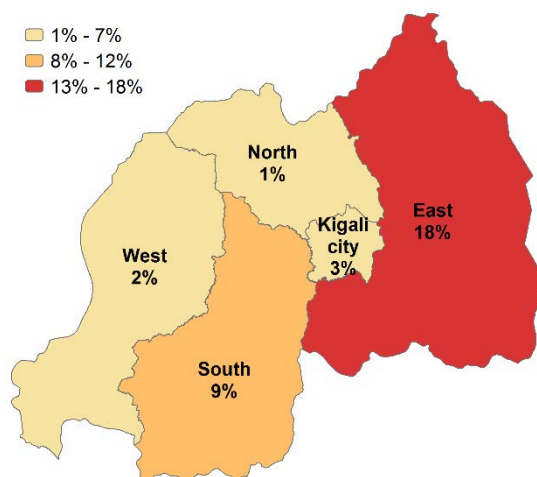 1% - 7%
8% - 12%
13% - 18%
North
1%
East
18%
Kigali
city
3%
West
2%
South
9%